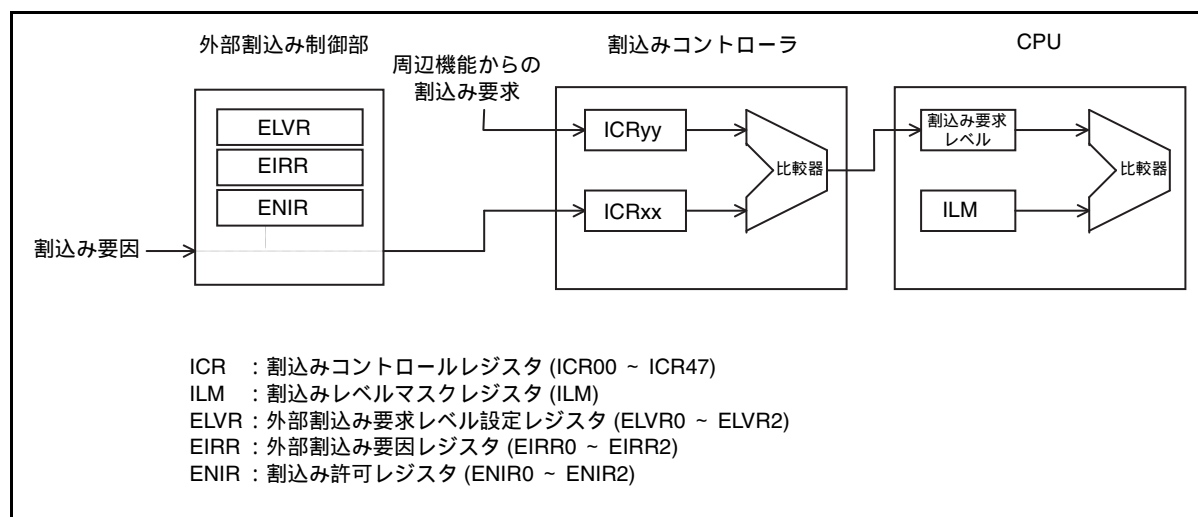 外部割込み制御部
周辺機能からの
割込み要求
割込みコントローラ
CPU
ELVR
EIRR
ENIR
割込み要因
ICRyy
ICRxx
比較器
割込み要求
レベル
ILM
比較器
ICR : 割込みコントロールレジスタ (ICR00 ~ ICR47)
ILM : 割込みレベルマスクレジスタ (ILM)
ELVR : 外部割込み要求レベル設定レジスタ (ELVR0 ~ ELVR2)
EIRR : 外部割込み要因レジスタ (EIRR0 ~ EIRR2)
ENIR : 割込み許可レジスタ (ENIR0 ~ ENIR2)